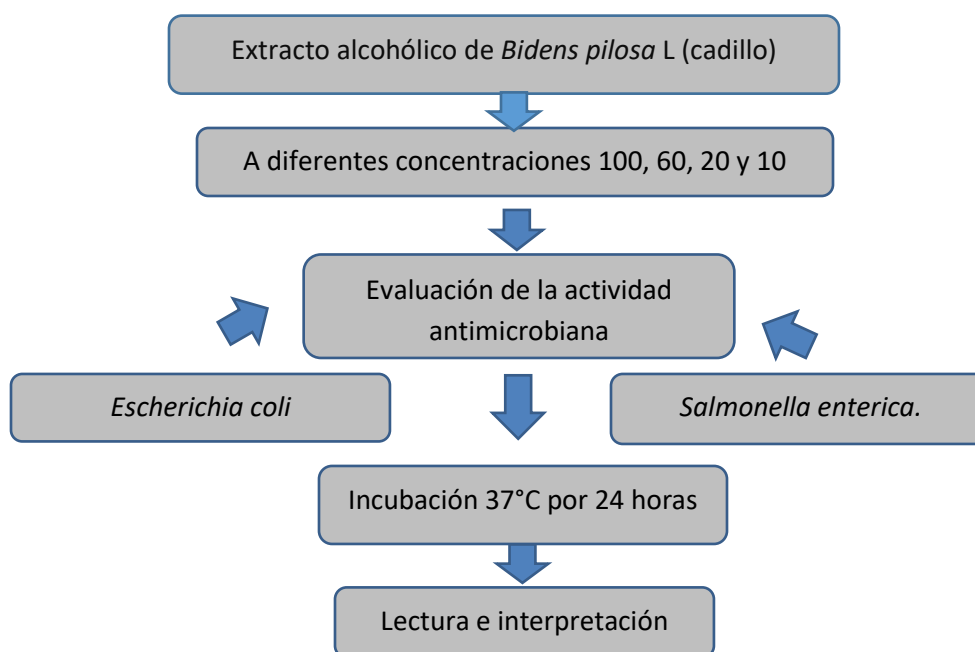 Extracto alcohólico de Bidens pilosa L (cadillo)
A diferentes concentraciones 100, 60, 20 y 10
Evaluación de la actividad
antimicrobiana
Escherichia coli
Salmonella enterica.
Incubación 37°C por 24 horas
Lectura e interpretación